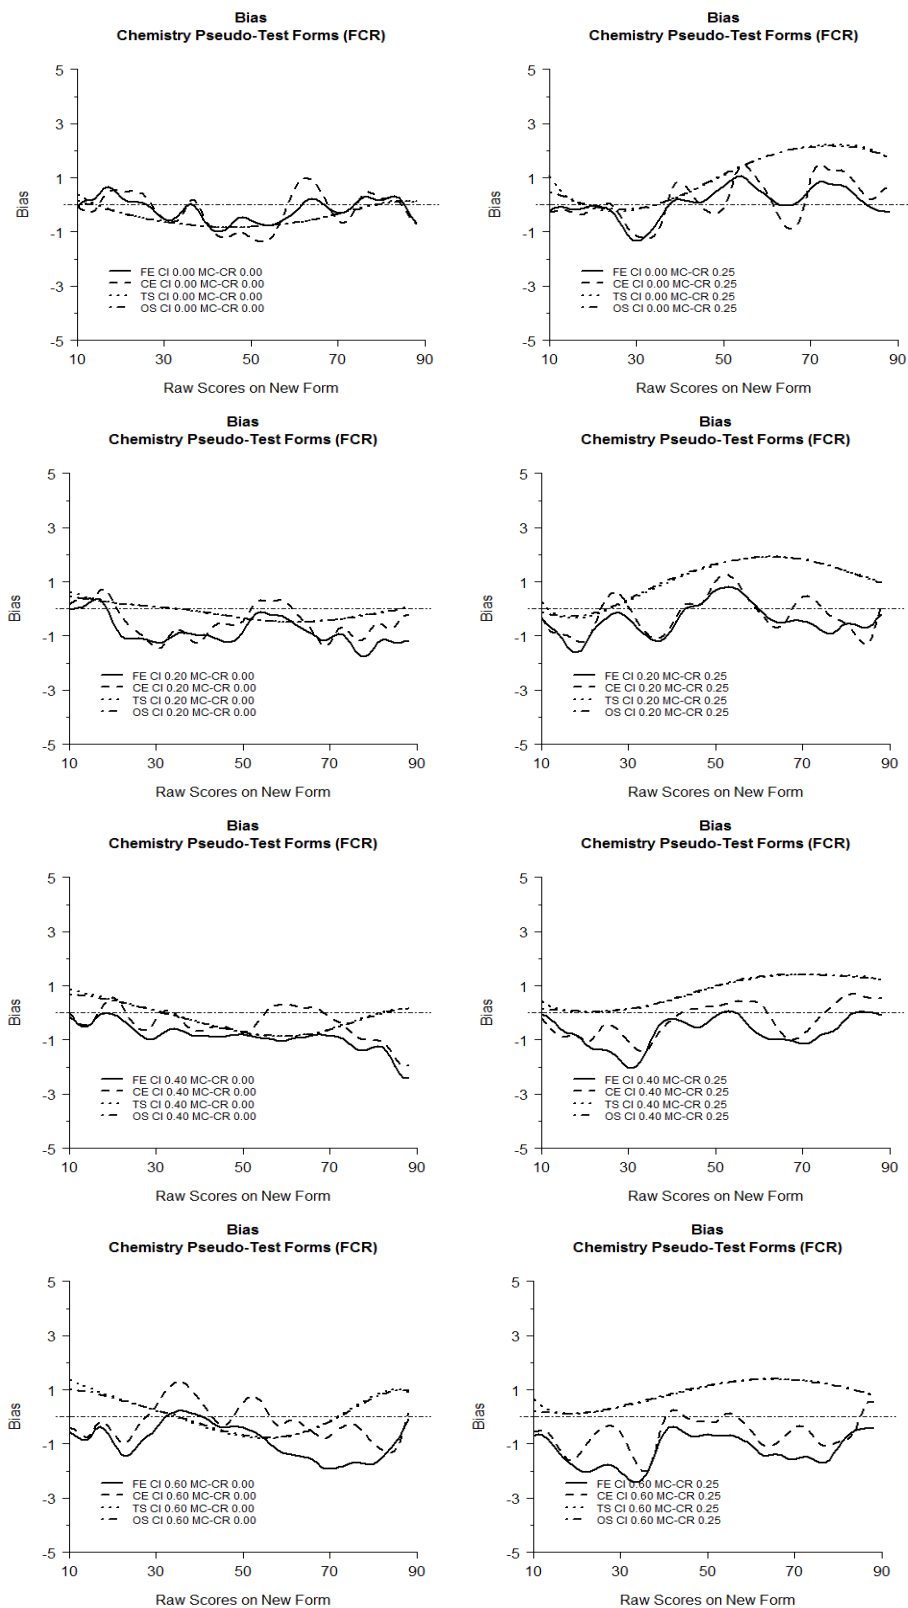 Bias
Chemistry Pseudo-Test Forms (FCR)
5
3
1
-1
-3
-5
Bias
FE CI 0.00 MC-CR 0.00
CE CI 0.00 MC-CR 0.00
TS CI 0.00 MC-CR 0.00
OS CI 0.00 MC-CR 0.00
10 30 50 70 90
Raw Scores on New Form
Bias
Chemistry Pseudo-Test Forms (FCR)
5
3
1
-1
-3
-5
Bias
FE CI 0.00 MC-CR 0.25
CE CI 0.00 MC-CR 0.25
TS CI 0.00 MC-CR 0.25
OS CI 0.00 MC-CR 0.25
10 30 50 70 90
Raw Scores on New Form
Bias
Chemistry Pseudo-Test Forms (FCR)
5
3
1
-1
-3
-5
Bias
FE CI 0.20 MC-CR 0.00
CE CI 0.20 MC-CR 0.00
TS CI 0.20 MC-CR 0.00
OS CI 0.20 MC-CR 0.00
10 30 50 70 90
Raw Scores on New Form
Bias
Chemistry Pseudo-Test Forms (FCR)
5
3
1
-1
-3
-5
Bias
FE CI 0.20 MC-CR 0.25
CE CI 0.20 MC-CR 0.25
TS CI 0.20 MC-CR 0.25
OS CI 0.20 MC-CR 0.25
10 30 50 70 90
Raw Scores on New Form
Bias
Chemistry Pseudo-Test Forms (FCR)
5
3
1
-1
-3
-5
Bias
FE CI 0.40 MC-CR 0.00
CE CI 0.40 MC-CR 0.00
TS CI 0.40 MC-CR 0.00
OS CI 0.40 MC-CR 0.00
10 30 50 70 90
Raw Scores on New Form
Bias
Chemistry Pseudo-Test Forms (FCR)
5
3
1
-1
-3
-5
Bias
FE CI 0.40 MC-CR 0.25
CE CI 0.40 MC-CR 0.25
TS CI 0.40 MC-CR 0.25
OS CI 0.40 MC-CR 0.25
10 30 50 70 90
Raw Scores on New Form
Bias
Chemistry Pseudo-Test Forms (FCR)
5
3
1
-1
-3
-5
Bias
FE CI 0.60 MC-CR 0.00
CE CI 0.60 MC-CR 0.00
TS CI 0.60 MC-CR 0.00
OS CI 0.60 MC-CR 0.00
10 30 50 70 90
Raw Scores on New Form
Bias
Chemistry Pseudo-Test Forms (FCR)
5
3
1
-1
-3
-5
Bias
FE CI 0.60 MC-CR 0.25
CE CI 0.60 MC-CR 0.25
TS CI 0.60 MC-CR 0.25
OS CI 0.60 MC-CR 0.25
10 30 50 70 90
Raw Scores on New Form